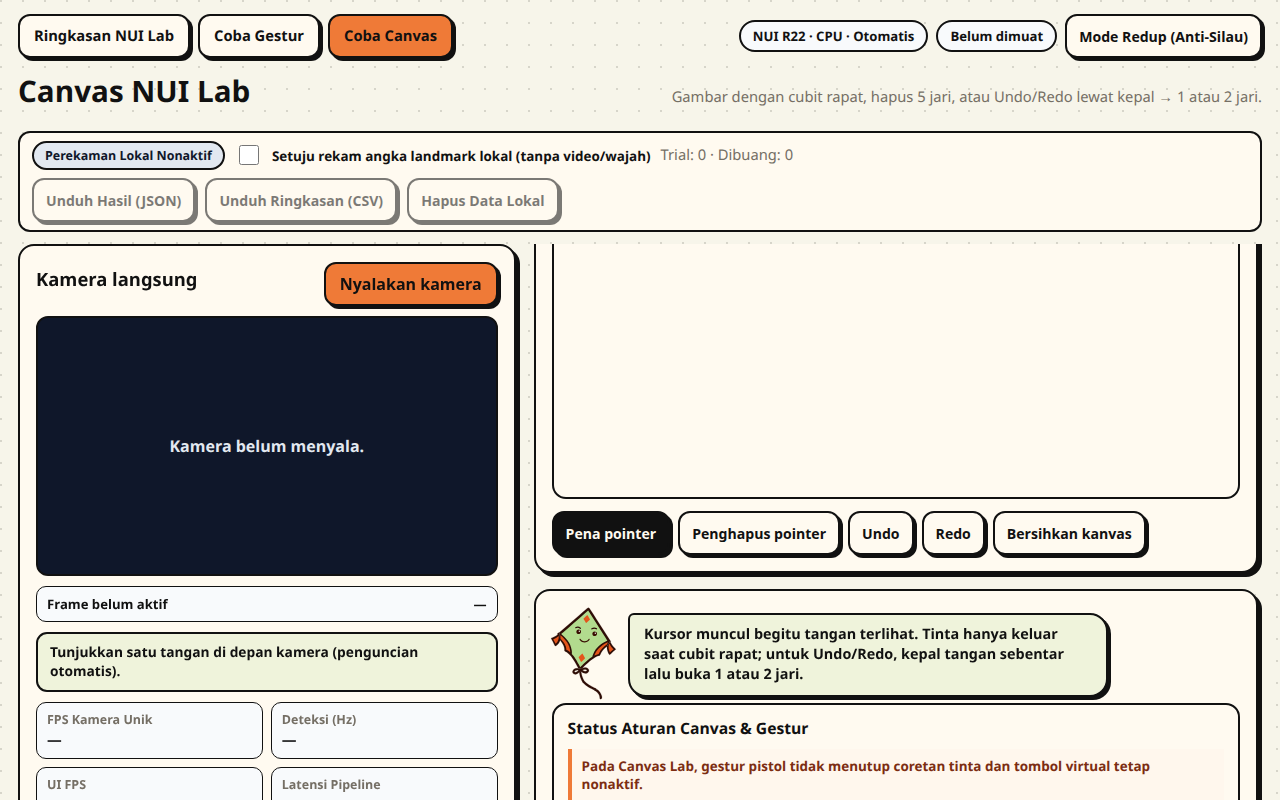 Ringkasan NUI Lab
Coba Gestur
Coba Canvas
NUI R22 · CPU · Otomatis
Belum dimuat
Mode Redup (Anti-Silau)
Canvas NUI Lab
Gambar dengan cubit rapat, hapus 5 jari, atau Undo/Redo lewat kepal → 1 atau 2 jari.
Perekaman Lokal Nonaktif
Setuju rekam angka landmark lokal (tanpa video/wajah)
Trial: 0 · Dibuang: 0
Unduh Hasil (JSON)
Unduh Ringkasan (CSV)
Hapus Data Lokal
Kamera langsung
Nyalakan kamera
Kamera belum menyala.
Frame belum aktif
—
Tunjukkan satu tangan di depan kamera (penguncian
otomatis).
FPS Kamera Unik
—
Deteksi (Hz)
—
UI FPS
Latensi Pipeline
Pena pointer
Penghapus pointer
Undo
Redo
Bersihkan kanvas
Kursor muncul begitu tangan terlihat. Tinta hanya keluar
saat cubit rapat; untuk Undo/Redo, kepal tangan sebentar
lalu buka 1 atau 2 jari.
Status Aturan Canvas & Gestur
Pada Canvas Lab, gestur pistol tidak menutup coretan tinta dan tombol virtual tetap
nonaktif.